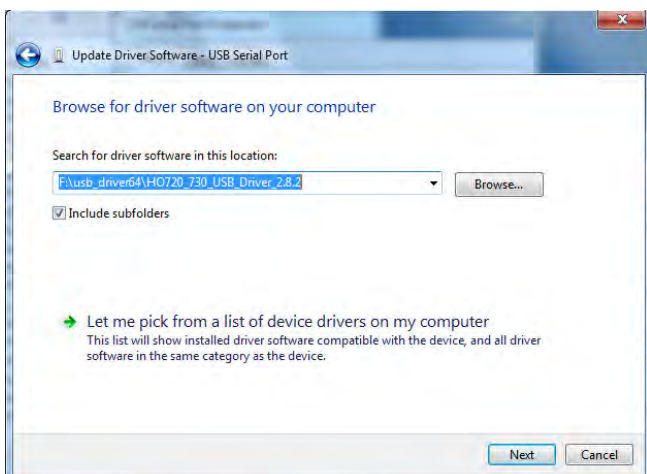 Update Driver Software - USB Serial Port
Browse for driver software on your computer
Search for driver software in this location:
F:\usb_driver64\HO720_730_USB_Driver_2.8.2
Browse...
Include subfolders
Let me pick from a list of device drivers on my computer
This list will show installed driver software compatible with the device, and all driver
software in the same category as the device.
Next
Cancel